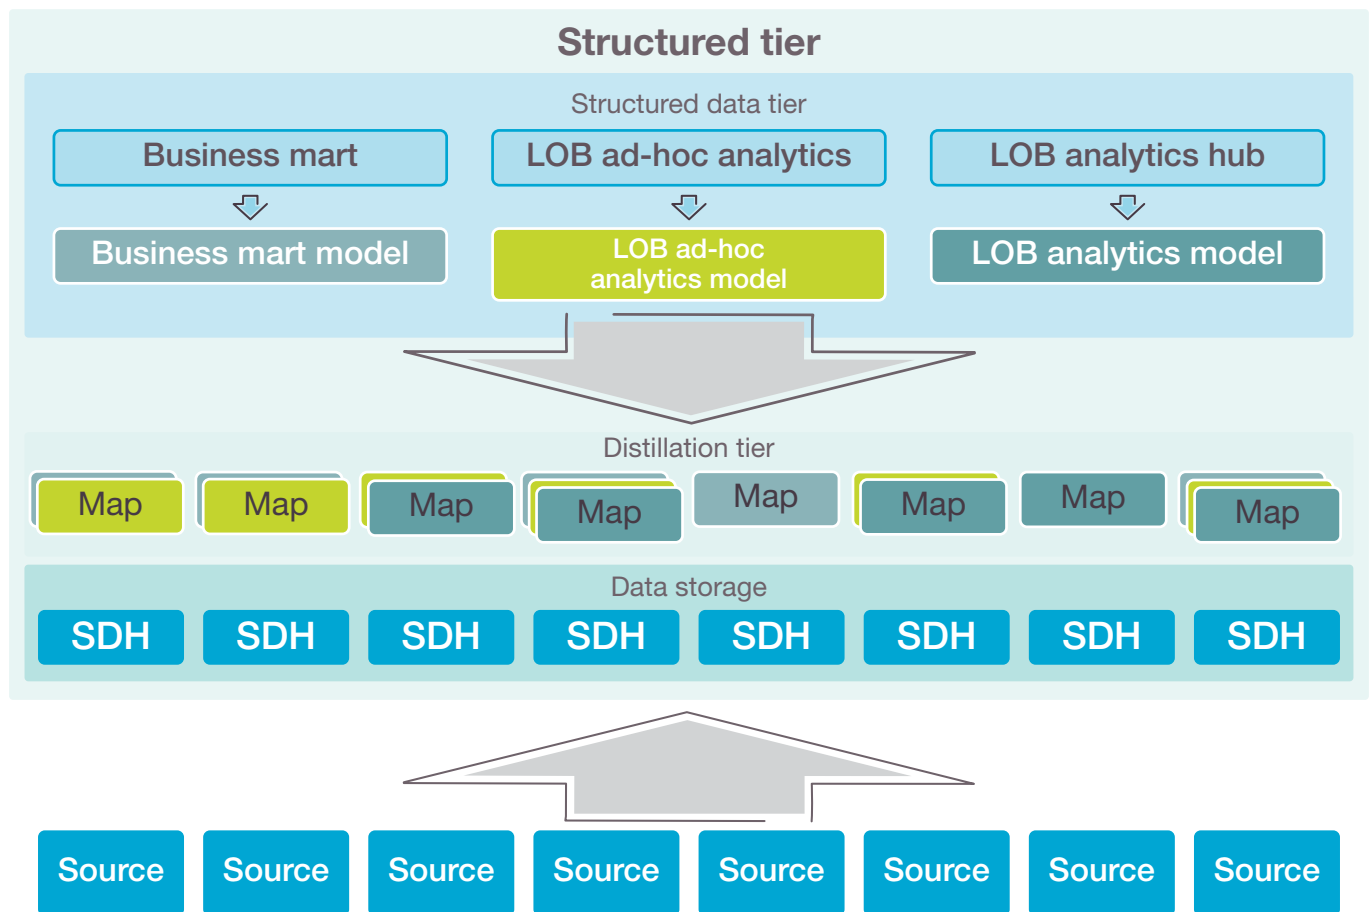 Structured tier
Structured data tier
Business mart
LOB ad-hoc analytics
LOB analytics hub
Business mart model
LOB ad-hoc
analytics model
LOB analytics model
Distillation tier
Map
Map
Map
Map
Map
Map
Map
Map
Data storage
SDH
SDH
SDH
SDH
SDH
SDH
SDH
SDH
Source
Source
Source
Source
Source
Source
Source
Source